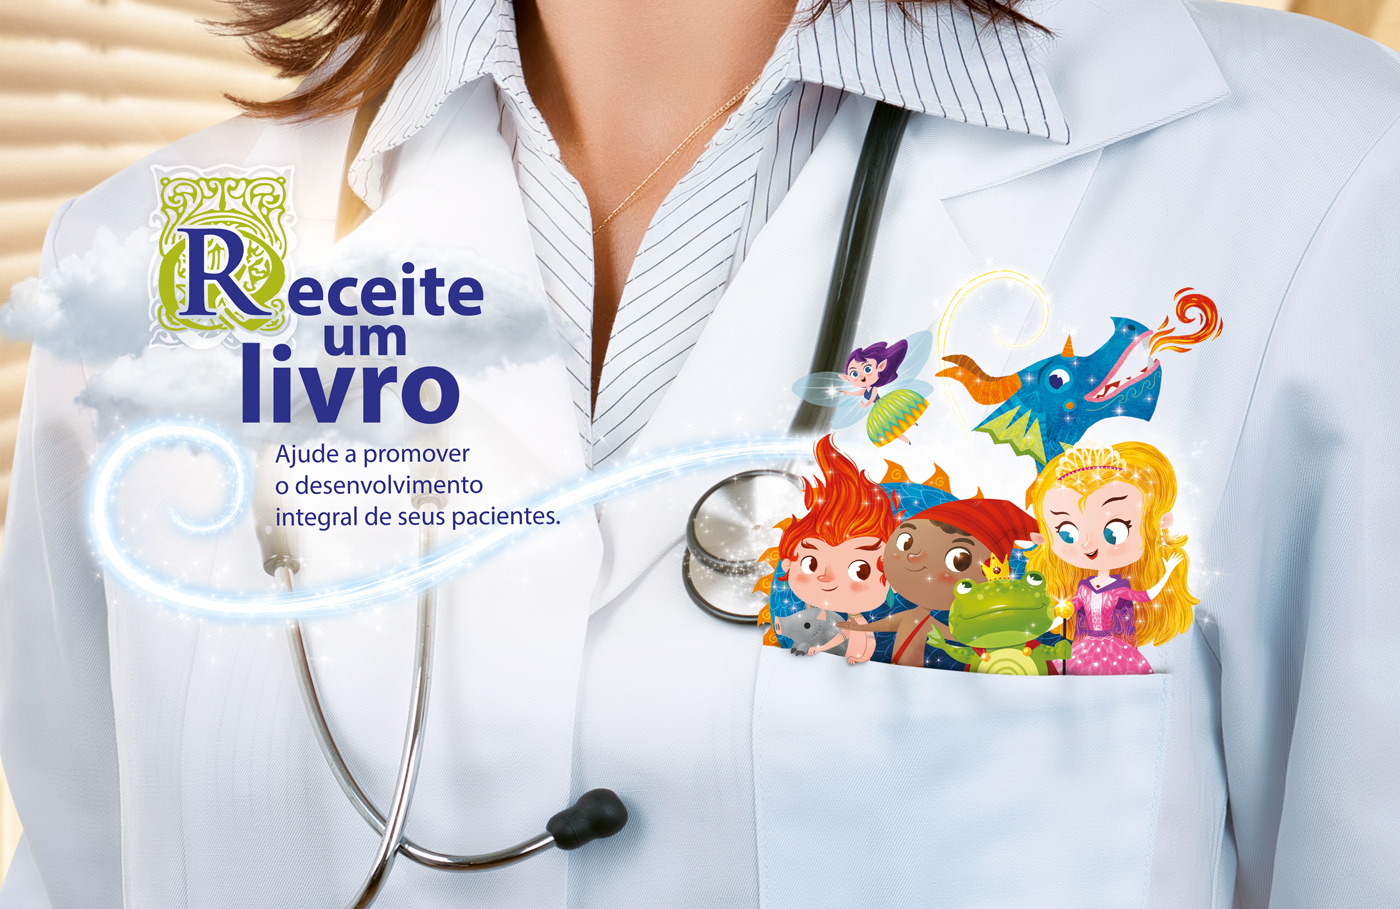 Receite
um
livro
Ajude a promover
o desenvolvimento
integral de seus pacientes.